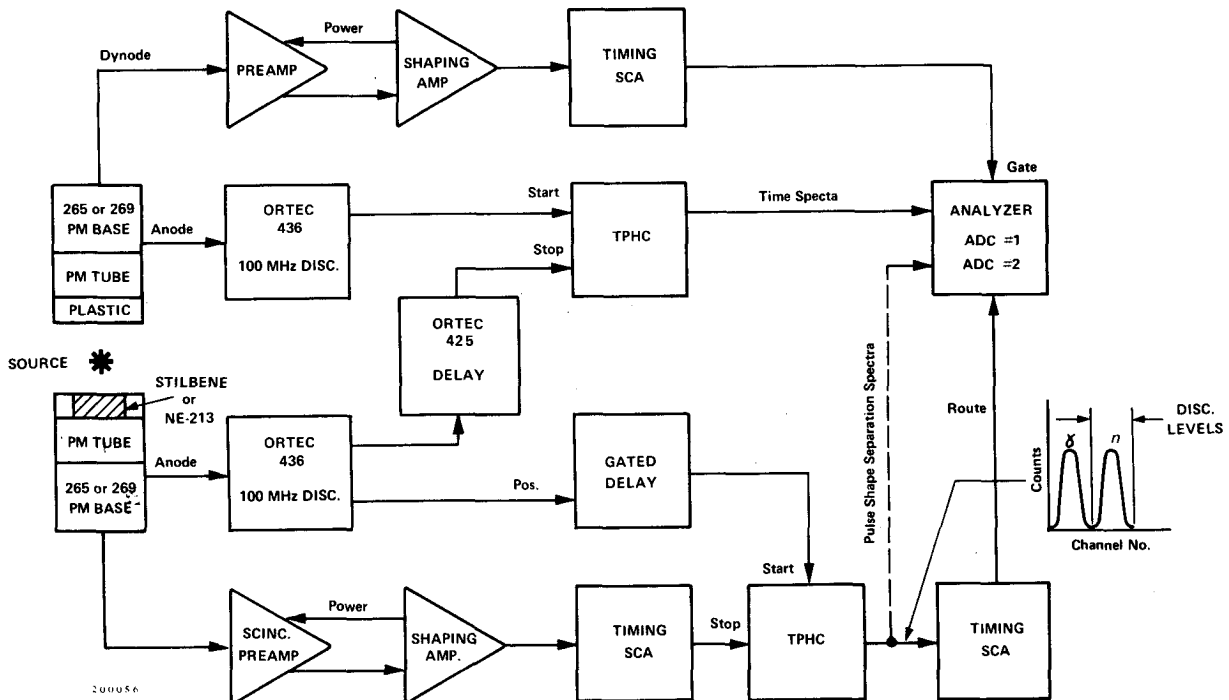 Dynode
Power
PREAMP
SHAPING
AMP
TIMING
SCA
Gate
265 or 269
PM BASE
PM TUBE
PLASTIC
Anode
ORTEC
436
100 MHz DISC.
Start
Stop
TPHC
Time Specta
ANALYZER
ADC =1
ADC =2
ORTEC
425
DELAY
SOURCE
STILBENE
or
NE-213
PM TUBE
265 or 269
PM BASE
Anode
ORTEC
436
100 MHz DISC.
Pos.
GATED
DELAY
Pulse Shape Separation Spectra
Route
DISC.
LEVELS
Counts
γ
n
Channel No.
Start
Power
SCINC.
PREAMP
SHAPING
AMP.
TIMING
SCA
Stop
TPHC
TIMING
SCA
200056